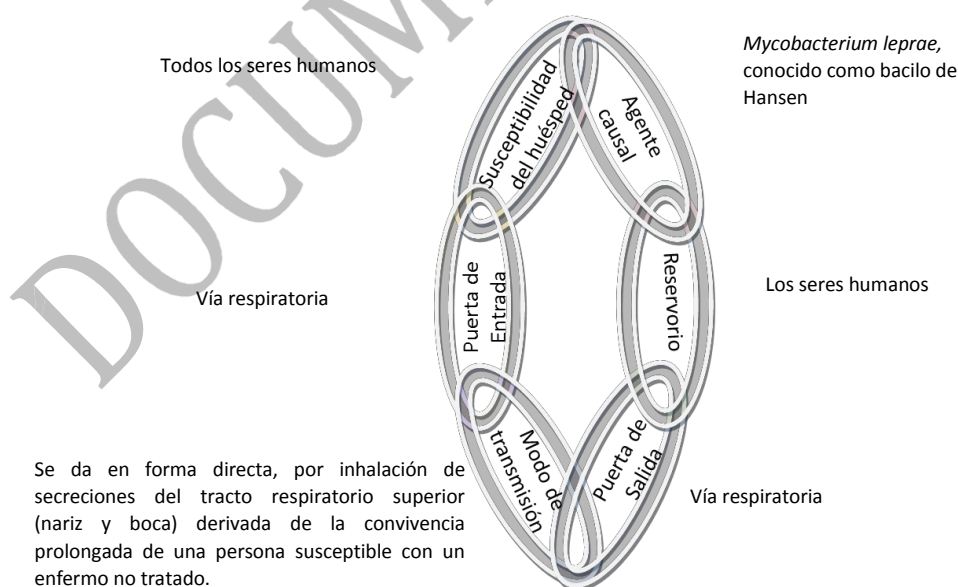 Todos los seres humanos
Susceptibilidad
del huésped
Agente
causal
Mycobacterium leprae,
conocido como bacilo de
Hansen
Vía respiratoria
Puerta de
Entrada
Reservorio
Los seres humanos
Modo de
transmisión
Puerta de
Salida
Vía respiratoria
Se da en forma directa, por inhalación de
secreciones del tracto respiratorio superior
(nariz y boca) derivada de la convivencia
prolongada de una persona susceptible con un
enfermo no tratado.